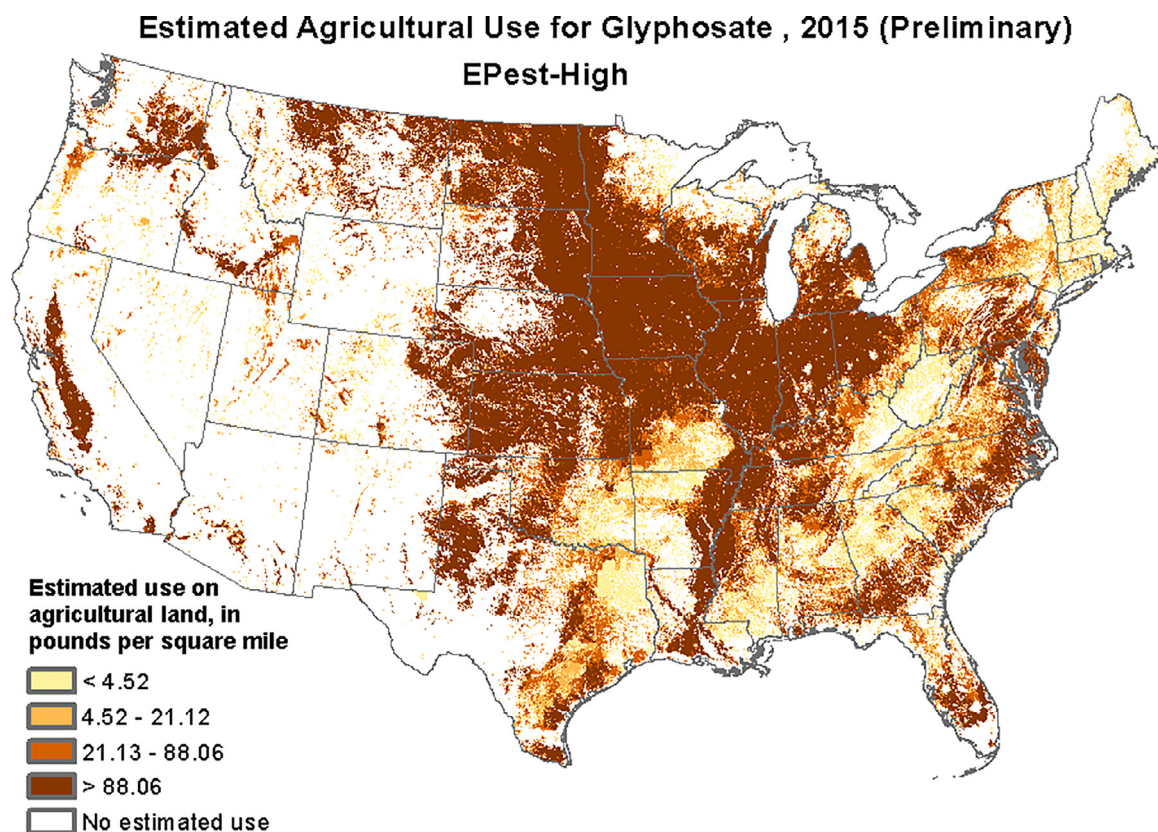 Estimated Agricultural Use for Glyphosate , 2015 (Preliminary)
EPest-High
Estimated use on
agricultural land, in
pounds per square mile
< 4.52
4.52 - 21.12
21.13 - 88.06
> 88.06
No estimated use